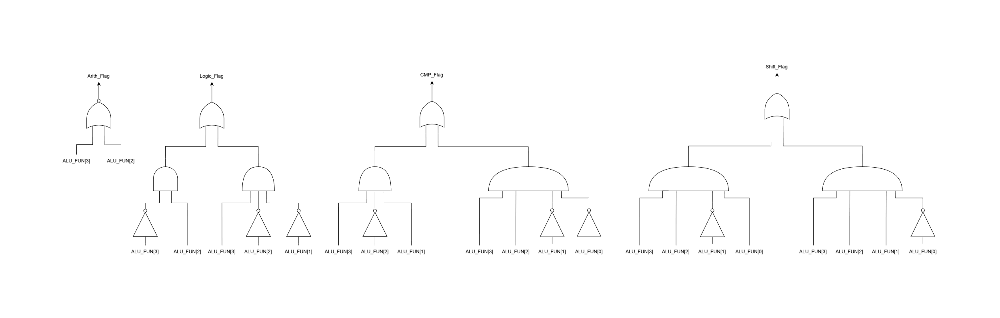 Shift_Flag
Arith_Flag
Logic_Flag
CMP_Flag
ALU_FUN[3]
ALU_FUN[2]
ALU_FUN[3]
ALU_FUN[2]
ALU_FUN[3]
ALU_FUN[2]
ALU_FUN[1]
ALU_FUN[3]
ALU_FUN[2]
ALU_FUN[1]
ALU_FUN[3]
ALU_FUN[2]
ALU_FUN[1]
ALU_FUN[0]
ALU_FUN[3]
ALU_FUN[2]
ALU_FUN[1]
ALU_FUN[0]
ALU_FUN[3]
ALU_FUN[2]
ALU_FUN[1]
ALU_FUN[0]